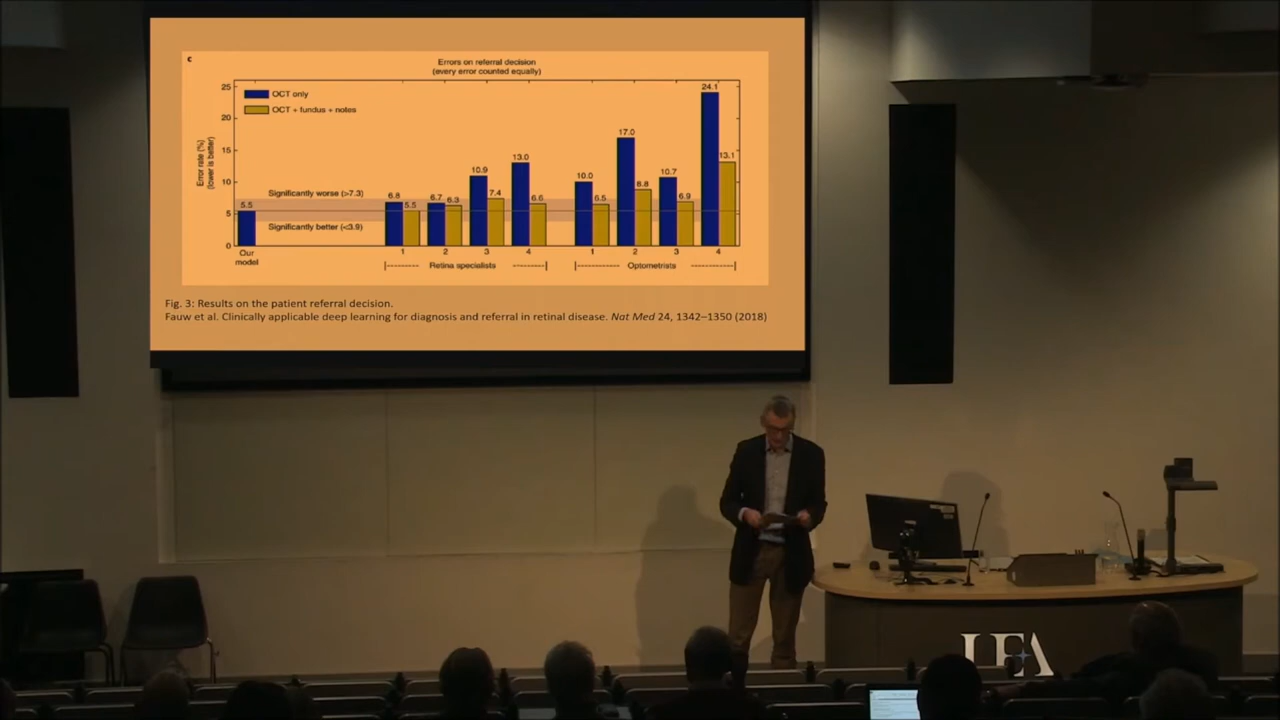 c
Errors on referral decision
(every error counted equally)
25
20
15
10
5
0
Error rate (%)
(lower is better)
OCT only
OCT + fundus + notes
Significantly worse (>7.3)
Significantly better (<3.9)
5.5
6.8
5.5
6.7
6.3
10.9
7.4
13.0
6.6
10.0
6.5
17.0
8.8
10.7
6.9
24.1
13.1
Our
model
1 2 3 4
1 2 3 4
Retina specialists
Optometrists
Fig. 3: Results on the patient referral decision.
Fauw et al. Clinically applicable deep learning for diagnosis and referral in retinal disease. Nat Med 24, 1342–1350 (2018)